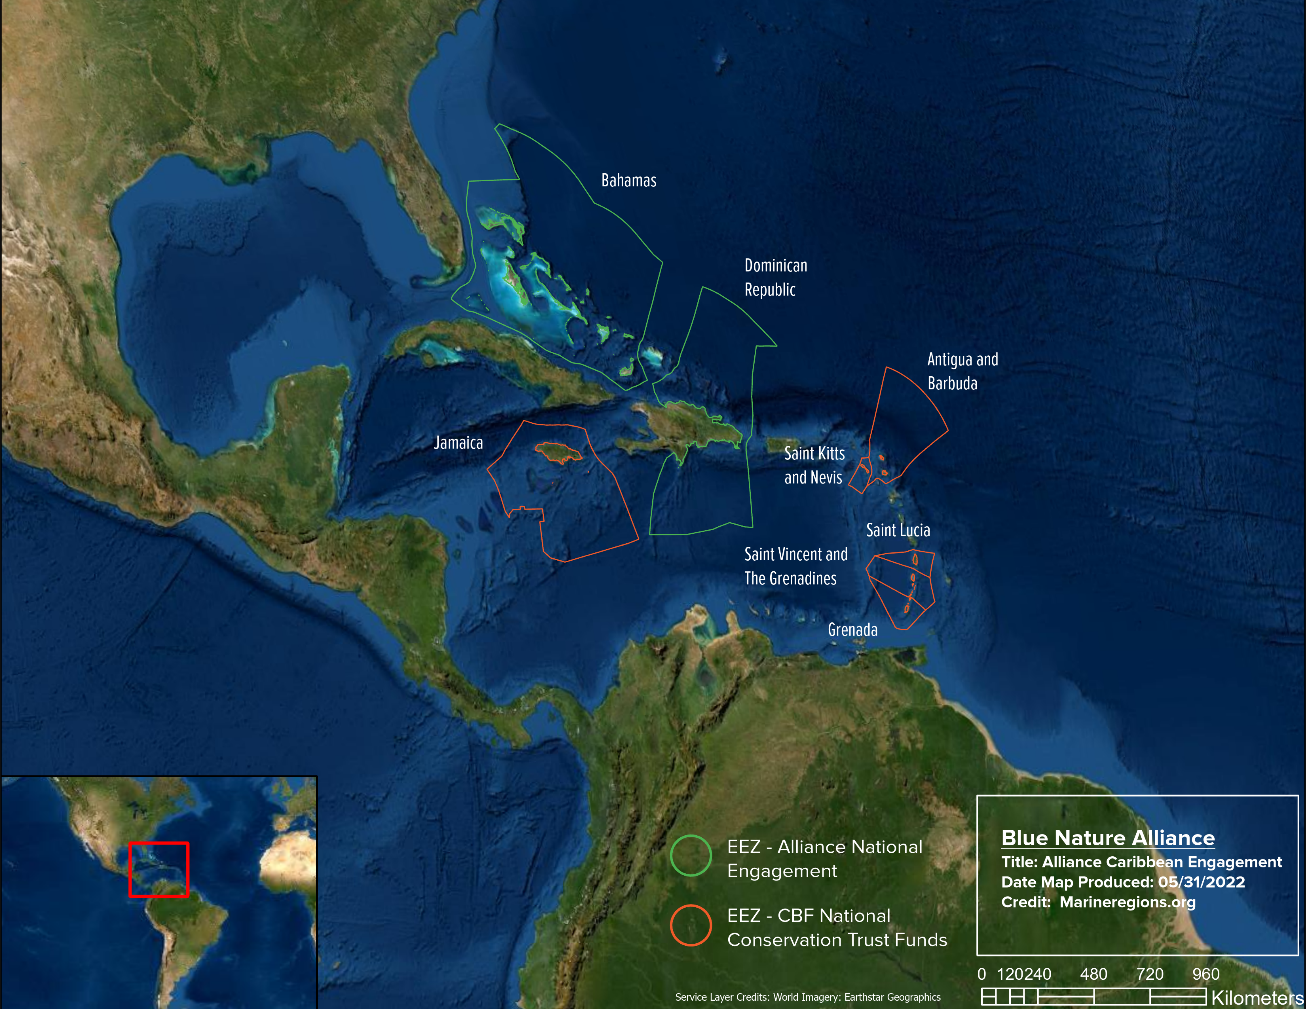 Bahamas
Dominican
Republic
Antigua and
Barbuda
Jamaica
Saint Kitts
and Nevis
Saint Lucia
Saint Vincent and
The Grenadines
Grenada
EEZ - Alliance National
Engagement
EEZ - CBF National
Conservation Trust Funds
Blue Nature Alliance
Title: Alliance Caribbean Engagement
Date Map Produced: 05/31/2022
Credit: Marineregions.org
0 120240 480 720 960
Kilometers
Service Layer Credits: World Imagery: Earthstar Geographics